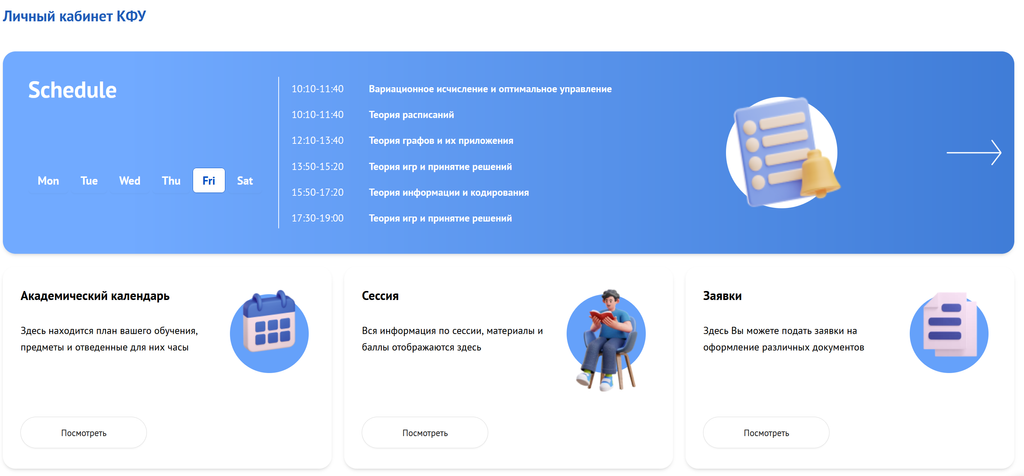 Личный кабинет КФУ
Schedule
Mon Tue Wed Thu Fri Sat
10:10-11:40 Вариационное исчисление и оптимальное управление
10:10-11:40 Теория расписаний
12:10-13:40 Теория графов и их приложения
13:50-15:20 Теория игр и принятие решений
15:50-17:20 Теория информации и кодирования
17:30-19:00 Теория игр и принятие решений
Академический календарь
Здесь находится план вашего обучения,
предметы и отведенные для них часы
Посмотреть
Сессия
Вся информация по сессии, материалы и
баллы отображаются здесь
Посмотреть
Заявки
Здесь Вы можете подать заявки на
оформление различных документов
Посмотреть